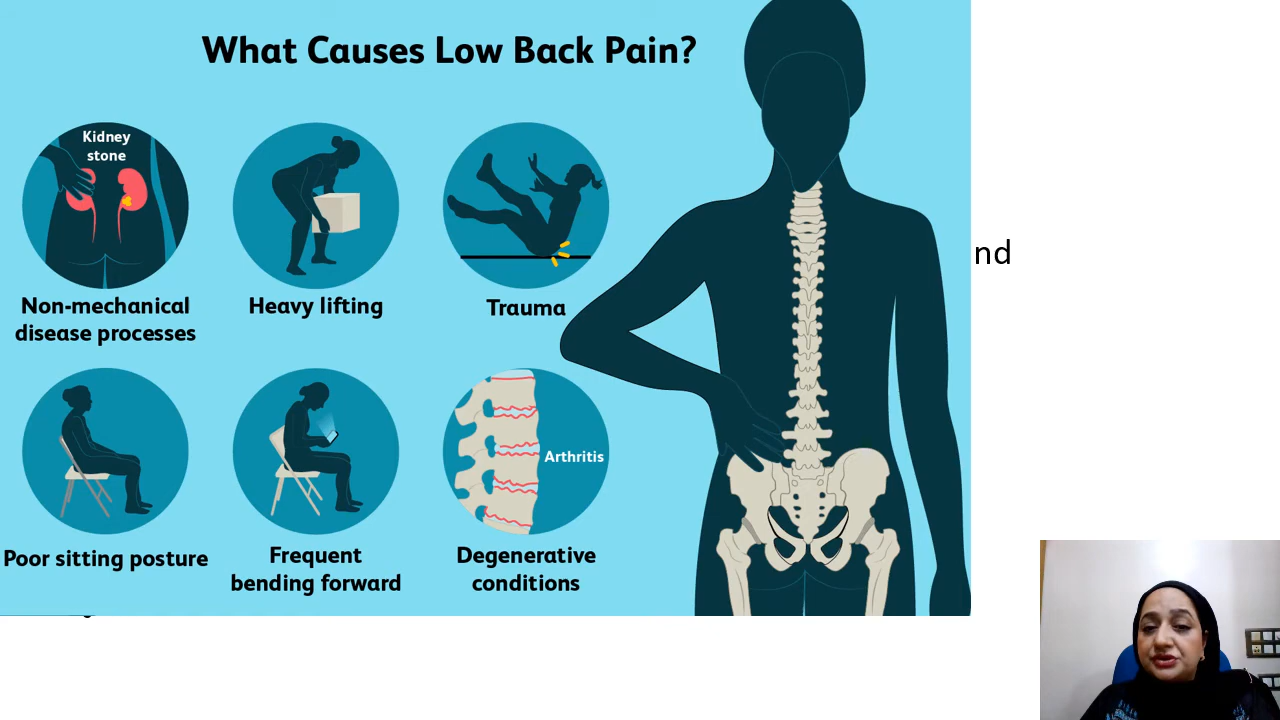 What Causes Low Back Pain?
Kidney
stone
Non-mechanical
disease processes
Heavy lifting
Trauma
nd
Poor sitting posture
Frequent
bending forward
Arthritis
Degenerative
conditions